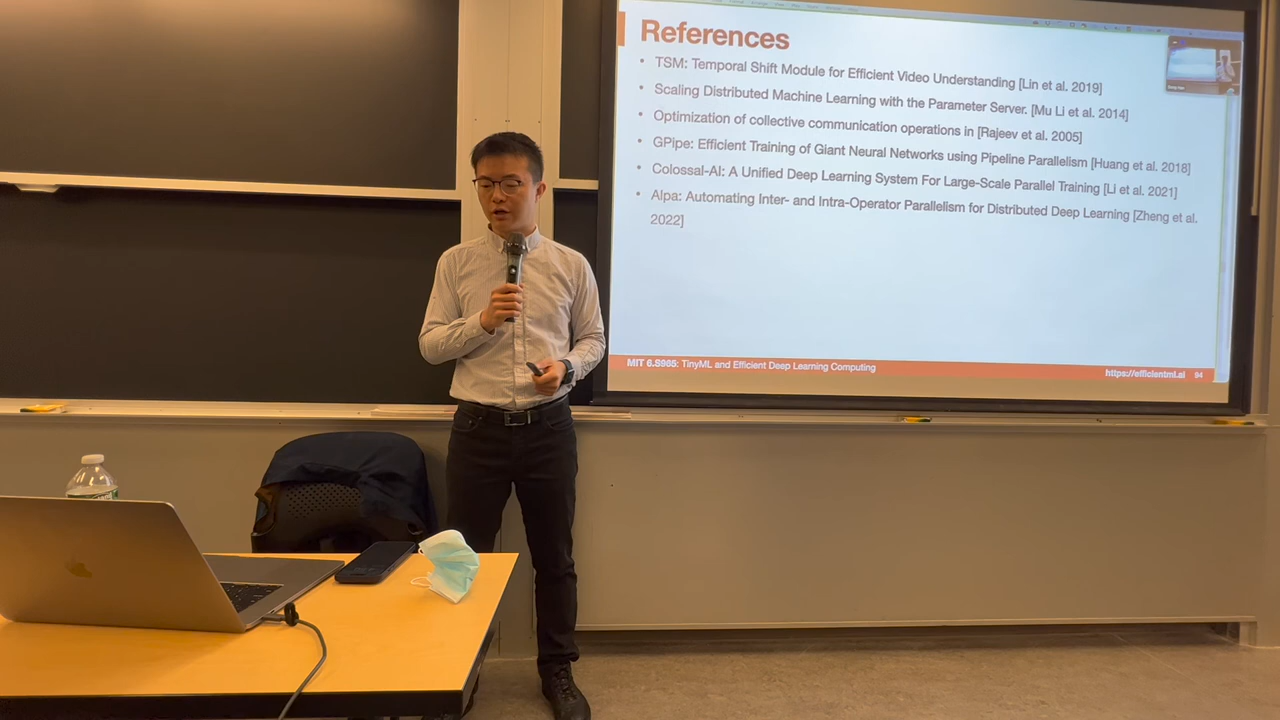 References
• TSM: Temporal Shift Module for Efficient Video Understanding [Lin et al. 2019]
• Scaling Distributed Machine Learning with the Parameter Server. [Mu Li et al. 2014]
• Optimization of collective communication operations in [Rajeev et al. 2005]
• GPipe: Efficient Training of Giant Neural Networks using Pipeline Parallelism [Huang et al. 2018]
• Colossal-AI: A Unified Deep Learning System For Large-Scale Parallel Training [Li et al. 2021]
• Alpa: Automating Inter- and Intra-Operator Parallelism for Distributed Deep Learning [Zheng et al.
2022]
MIT 6.S965: TinyML and Efficient Deep Learning Computing
https://efficientml.ai 94